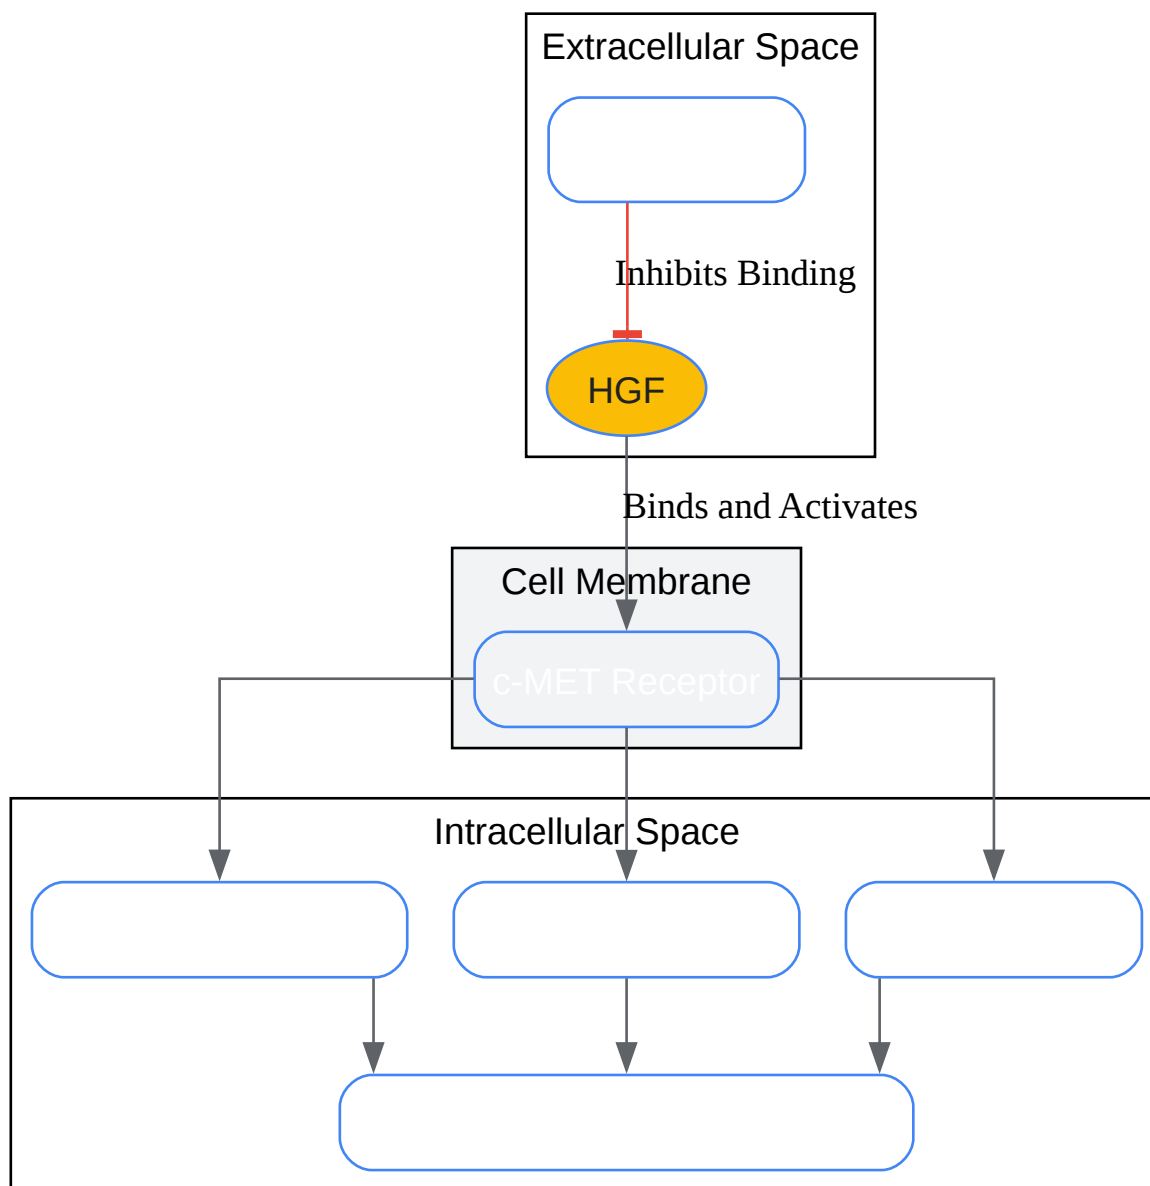 Extracellular Space
Inhibits Binding
HGF
Binds and Activates
Cell Membrane
c-MET Receptor
Intracellular Space